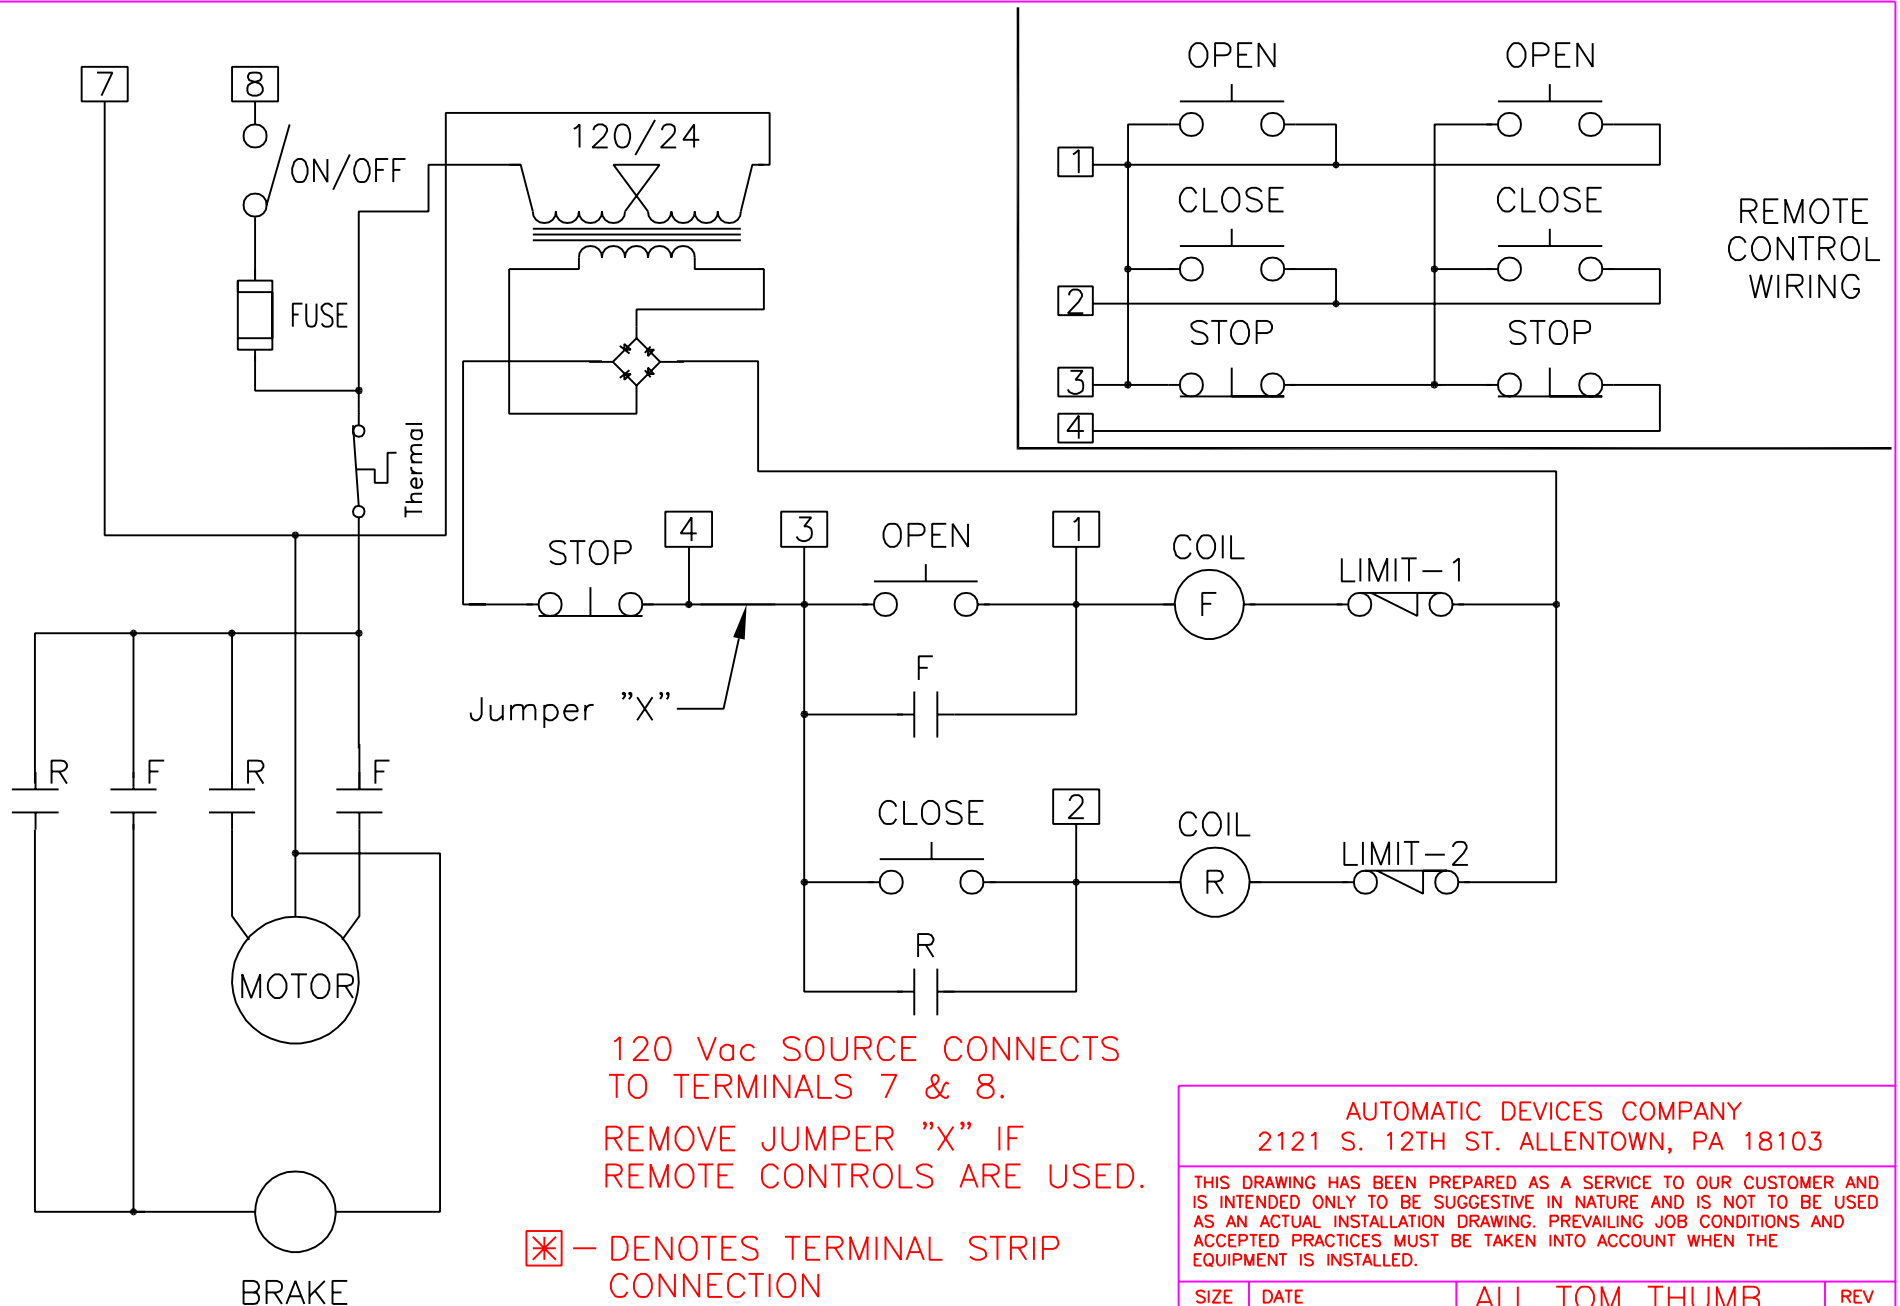 7
8
ON/OFF
FUSE
Thermal
120/24
OPEN
OPEN
1
CLOSE
CLOSE
2
STOP
STOP
3
4
REMOTE
CONTROL
WIRING
STOP
4
3
OPEN
1
COIL
F
LIMIT-1
Jumper "X"
F
CLOSE
2
COIL
R
LIMIT-2
R
R
F
R
F
MOTOR
BRAKE
120 Vac SOURCE CONNECTS
TO TERMINALS 7 & 8.
REMOVE JUMPER "X" IF
REMOTE CONTROLS ARE USED.
- DENOTES TERMINAL STRIP
CONNECTION
AUTOMATIC DEVICES COMPANY
2121 S. 12TH ST. ALLENTOWN, PA 18103
THIS DRAWING HAS BEEN PREPARED AS A SERVICE TO OUR CUSTOMER AND
IS INTENDED ONLY TO BE SUGGESTIVE IN NATURE AND IS NOT TO BE USED
AS AN ACTUAL INSTALLATION DRAWING. PREVAILING JOB CONDITIONS AND
ACCEPTED PRACTICES MUST BE TAKEN INTO ACCOUNT WHEN THE
EQUIPMENT IS INSTALLED.
SIZE
DATE
ALL TOM THUMB
REV